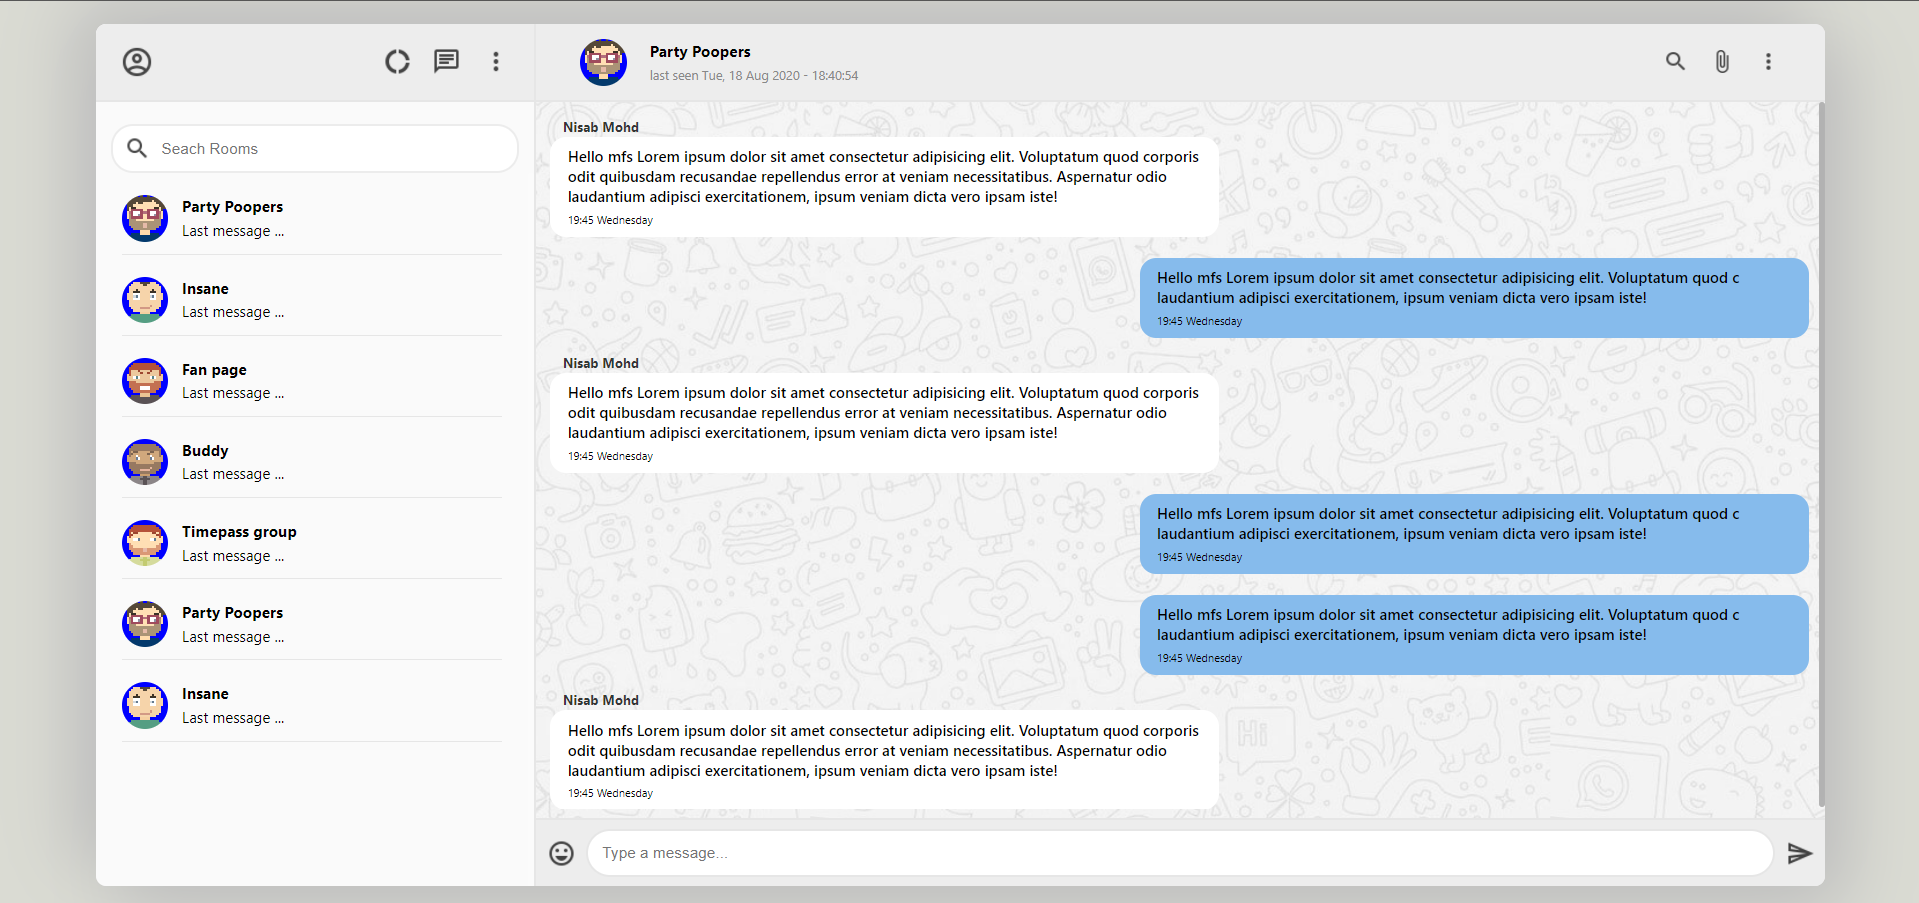 Seach Rooms
Party Poopers
Last message ...
Insane
Last message ...
Fan page
Last message ...
Buddy
Last message ...
Timepass group
Last message ...
Party Poopers
Last message ...
Insane
Last message ...
Party Poopers
last seen Tue, 18 Aug 2020 - 18:40:54
Nisab Mohd
Hello mfs Lorem ipsum dolor sit amet consectetur adipisicing elit. Voluptatum quod corporis
odit quibusdam recusandae repellendus error at veniam necessitatibus. Aspernatur odio
laudantium adipisci exercitationem, ipsum veniam dicta vero ipsam iste!
19:45 Wednesday
Hello mfs Lorem ipsum dolor sit amet consectetur adipisicing elit. Voluptatum quod c
laudantium adipisci exercitationem, ipsum veniam dicta vero ipsam iste!
19:45 Wednesday
Nisab Mohd
Hello mfs Lorem ipsum dolor sit amet consectetur adipisicing elit. Voluptatum quod corporis
odit quibusdam recusandae repellendus error at veniam necessitatibus. Aspernatur odio
laudantium adipisci exercitationem, ipsum veniam dicta vero ipsam iste!
19:45 Wednesday
Hello mfs Lorem ipsum dolor sit amet consectetur adipisicing elit. Voluptatum quod c
laudantium adipisci exercitationem, ipsum veniam dicta vero ipsam iste!
19:45 Wednesday
Hello mfs Lorem ipsum dolor sit amet consectetur adipisicing elit. Voluptatum quod c
laudantium adipisci exercitationem, ipsum veniam dicta vero ipsam iste!
19:45 Wednesday
Nisab Mohd
Hello mfs Lorem ipsum dolor sit amet consectetur adipisicing elit. Voluptatum quod corporis
odit quibusdam recusandae repellendus error at veniam necessitatibus. Aspernatur odio
laudantium adipisci exercitationem, ipsum veniam dicta vero ipsam iste!
19:45 Wednesday
Hi
Type a message...